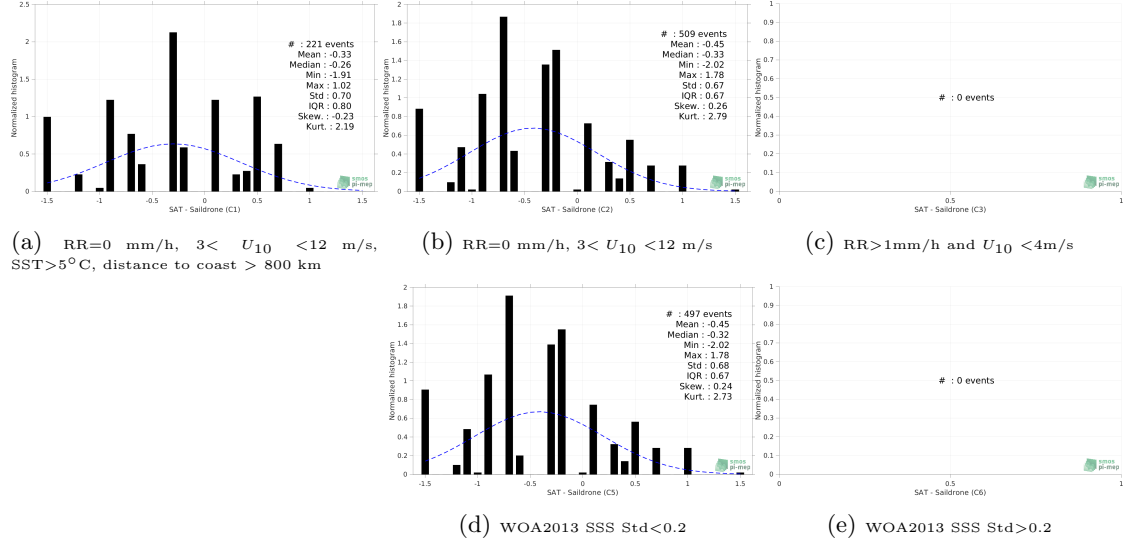 2.5
2
1.5
1
0.5
0
Normalized histogram
# : 221 events
Mean : -0.33
Median : -0.26
Min : -1.91
Max : 1.02
Std : 0.70
IQR : 0.80
Skew. : -0.23
Kurt. : 2.19
smos
pi-mep
-1.5 -1 -0.5 0 0.5 1 1.5
SAT - Saildrone (C1)
(a) RR=0 mm/h, 3< U10 <12 m/s,
SST>5°C, distance to coast > 800 km
2
1.8
1.6
1.4
1.2
1
0.8
0.6
0.4
0.2
0
Normalized histogram
# : 509 events
Mean : -0.45
Median : -0.33
Min : -2.02
Max : 1.78
Std : 0.67
IQR : 0.67
Skew. : 0.26
Kurt. : 2.79
smos
pi-mep
-1.5 -1 -0.5 0 0.5 1 1.5
SAT - Saildrone (C2)
(b) RR=0 mm/h, 3< U10 <12 m/s
1
0.9
0.8
0.7
0.6
0.5
0.4
0.3
0.2
0.1
0
Normalized histogram
# : 0 events
smos
pi-mep
0 0.5 1
SAT - Saildrone (C3)
(c) RR>1mm/h and U10 <4m/s
2
1.8
1.6
1.4
1.2
1
0.8
0.6
0.4
0.2
0
Normalized histogram
# : 497 events
Mean : -0.45
Median : -0.32
Min : -2.02
Max : 1.78
Std : 0.68
IQR : 0.67
Skew. : 0.24
Kurt. : 2.73
smos
pi-mep
-1.5 -1 -0.5 0 0.5 1 1.5
SAT - Saildrone (C5)
(d) WOA2013 SSS Std<0.2
1
0.9
0.8
0.7
0.6
0.5
0.4
0.3
0.2
0.1
0
Normalized histogram
# : 0 events
smos
pi-mep
0 0.5 1
SAT - Saildrone (C6)
(e) WOA2013 SSS Std>0.2